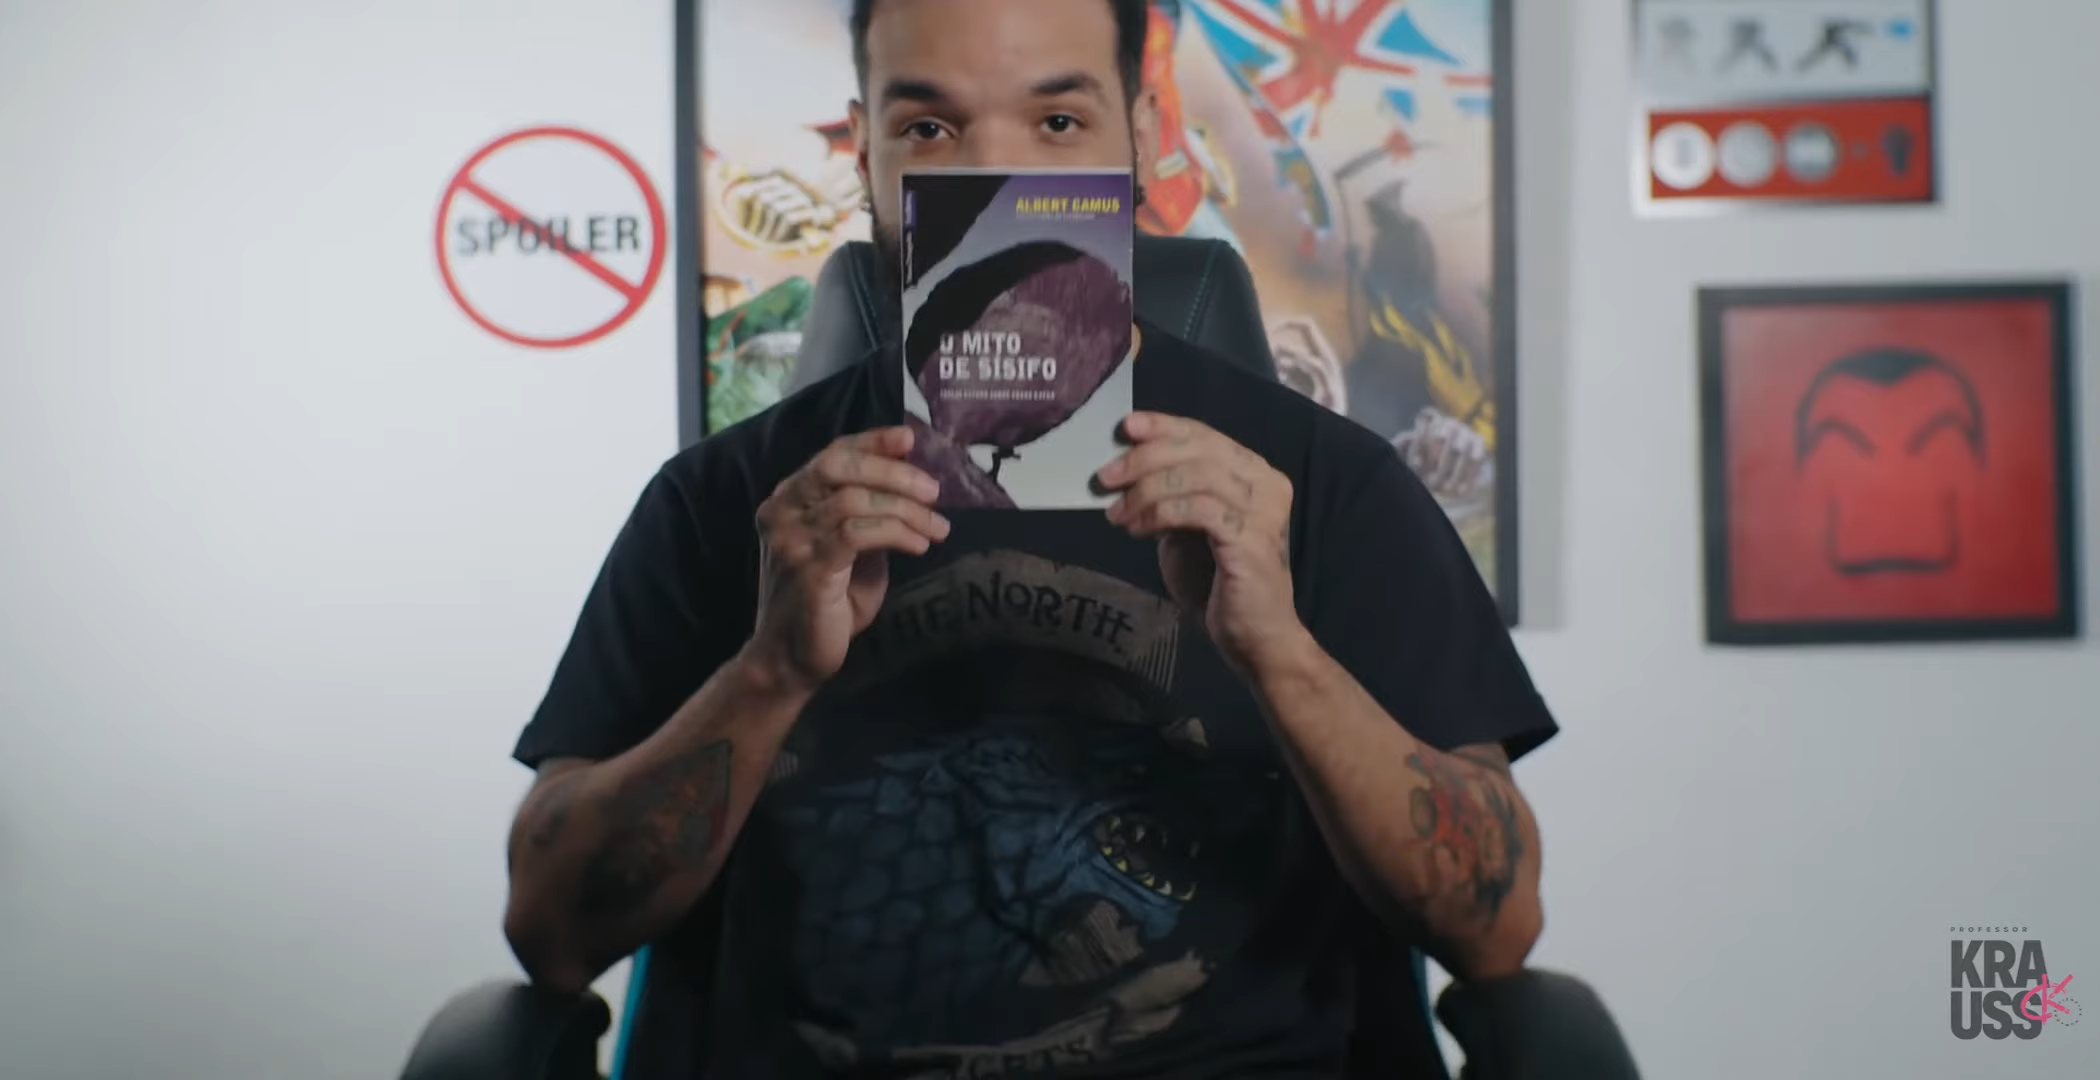 SPOILER
ALBERT CAMUS
O MITO
DE SÍSIFO
THE NORTH
PROFESSOR
KRA
USS